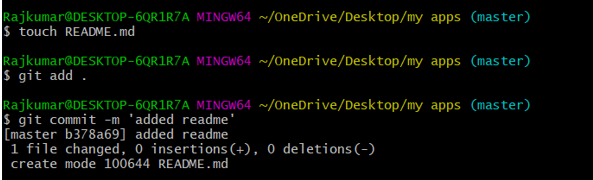 Rajkumar@DESKTOP-6QR1R7A MINGW64 ~/OneDrive/Desktop/my apps (master)
$ touch README.md
Rajkumar@DESKTOP-6QR1R7A MINGW64 ~/OneDrive/Desktop/my apps (master)
$ git add .
Rajkumar@DESKTOP-6QR1R7A MINGW64 ~/OneDrive/Desktop/my apps (master)
$ git commit -m 'added readme'
[master b378a69] added readme
1 file changed, 0 insertions(+), 0 deletions(-)
create mode 100644 README.md